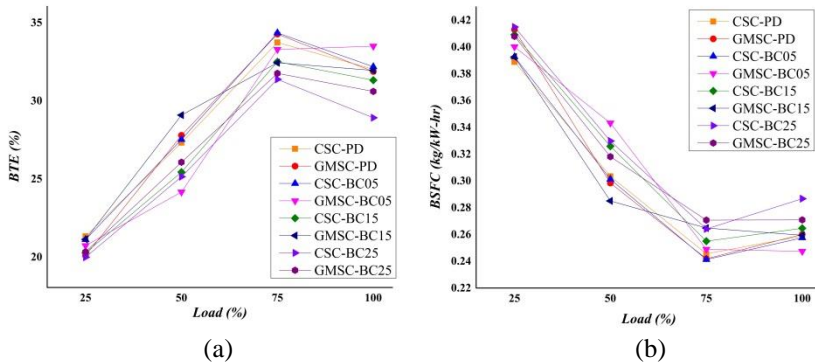 35
30
25
20
BTE (%)
CSC-PD
GMSC-PD
CSC-BC05
GMSC-BC05
CSC-BC15
GMSC-BC15
CSC-BC25
GMSC-BC25
25 50 75 100
Load (%)
(a)
0.42
0.40
0.38
0.36
0.34
0.32
0.30
0.28
0.26
0.24
0.22
BSFC (kg/kW-hr)
CSC-PD
GMSC-PD
CSC-BC05
GMSC-BC05
CSC-BC15
GMSC-BC15
CSC-BC25
GMSC-BC25
25 50 75 100
Load (%)
(b)